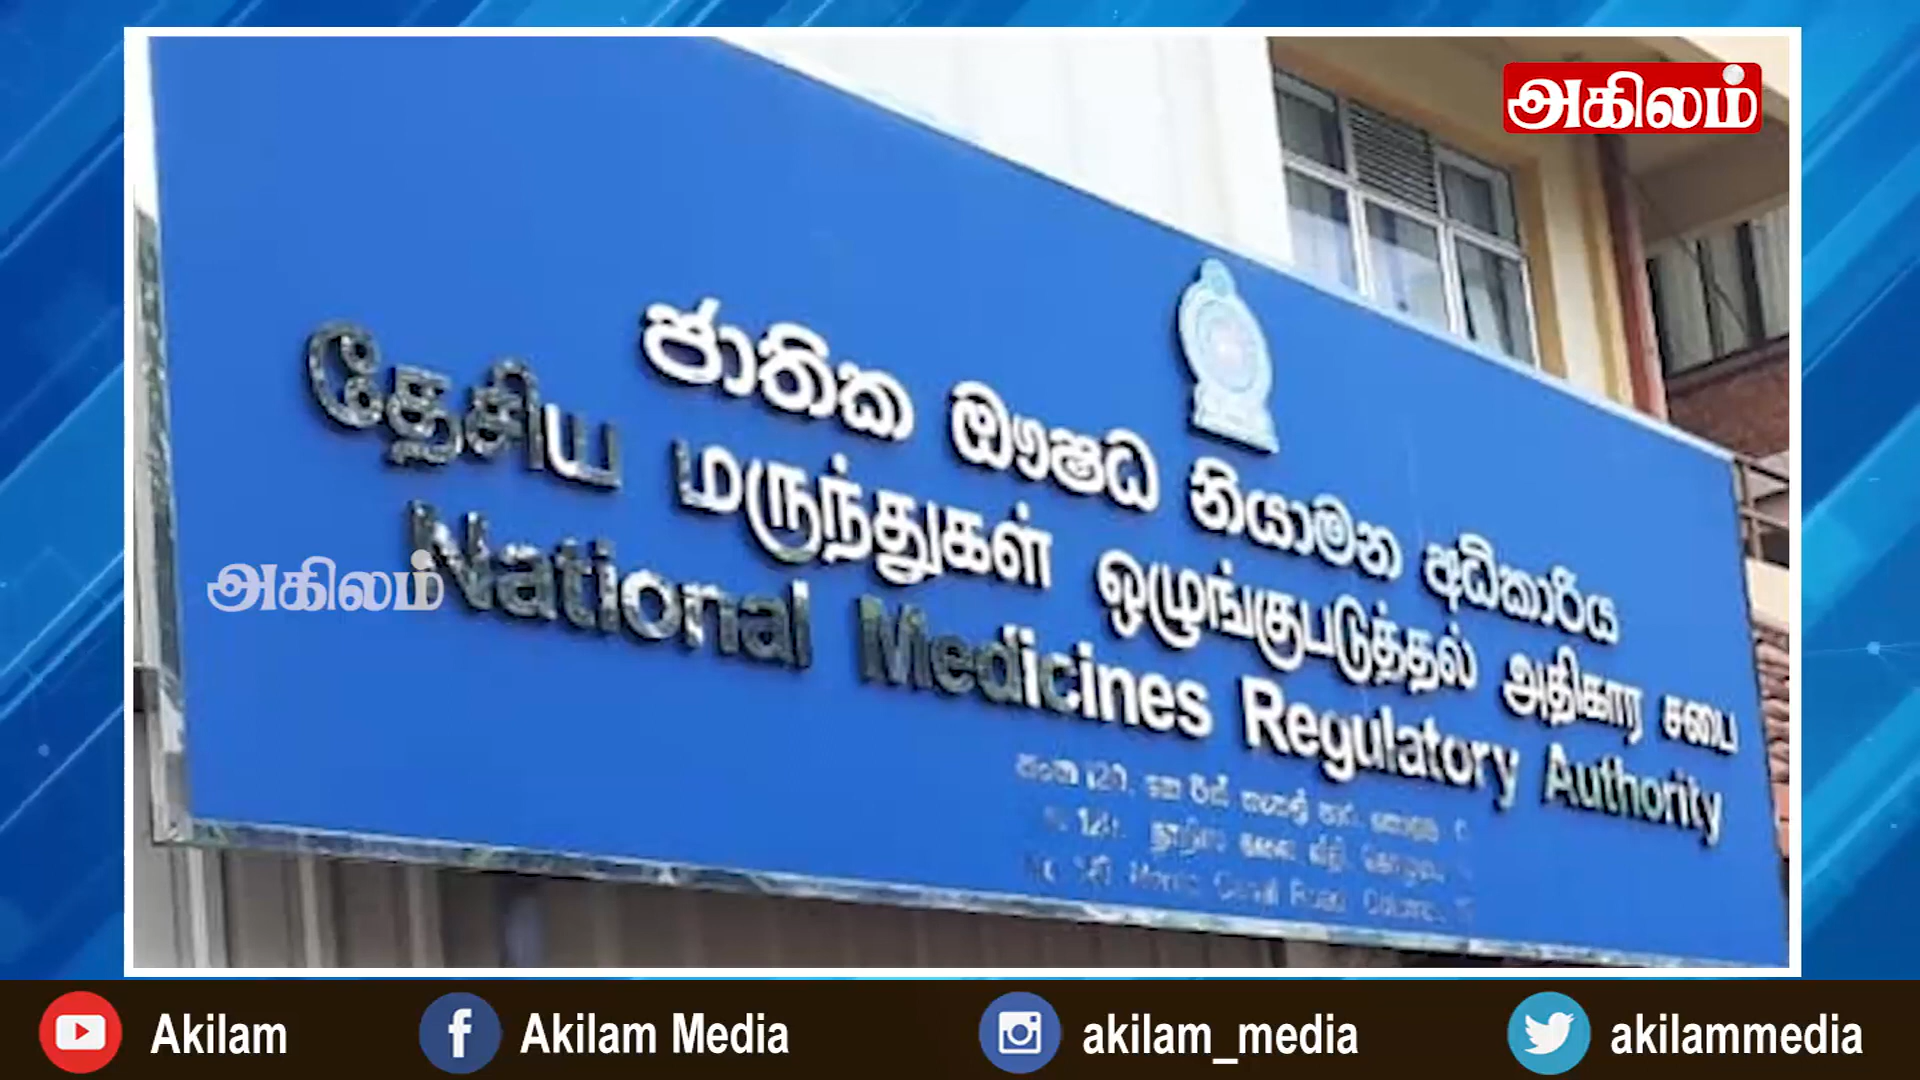 அகிலம்
ජාතික ඖෂධ නියාමන අධිකාරිය
தேசிய மருந்துகள் ஒழுங்குபடுத்தல் அதிகார சபை
National Medicines Regulatory Authority
அகிலம்
Akilam
Akilam Media
akilam_media
akilammedia